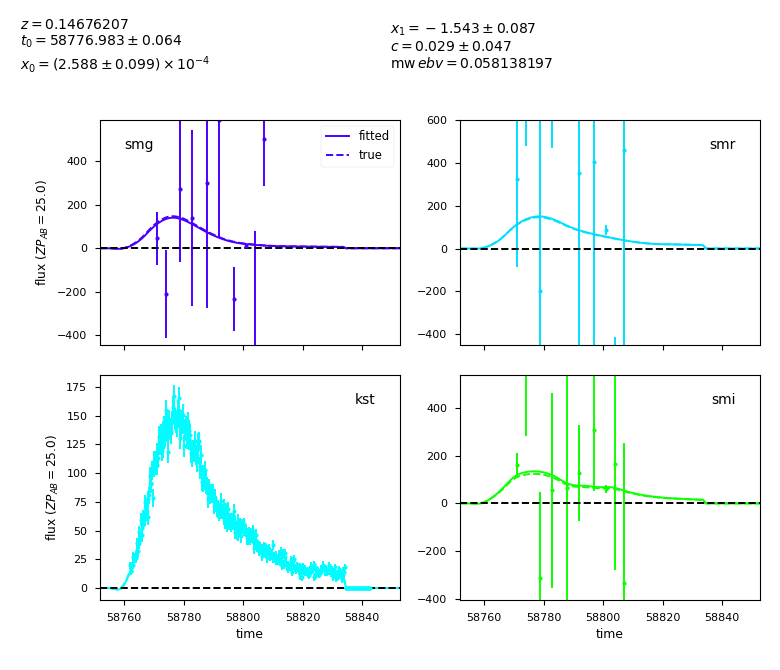 z = 0.14676207
t₀ = 58776.983 ± 0.064
x₀ = (2.588 ± 0.099) × 10⁻⁴
x₁ = −1.543 ± 0.087
c = 0.029 ± 0.047
mw ebv = 0.058138197
smg
fitted
true
400
200
0
−200
−400
flux (ZP_AB = 25.0)
smr
600
400
200
0
−200
−400
kst
175
150
125
100
75
50
25
0
flux (ZP_AB = 25.0)
58760 58780 58800 58820 58840
time
smi
400
200
0
−200
−400
58760 58780 58800 58820 58840
time